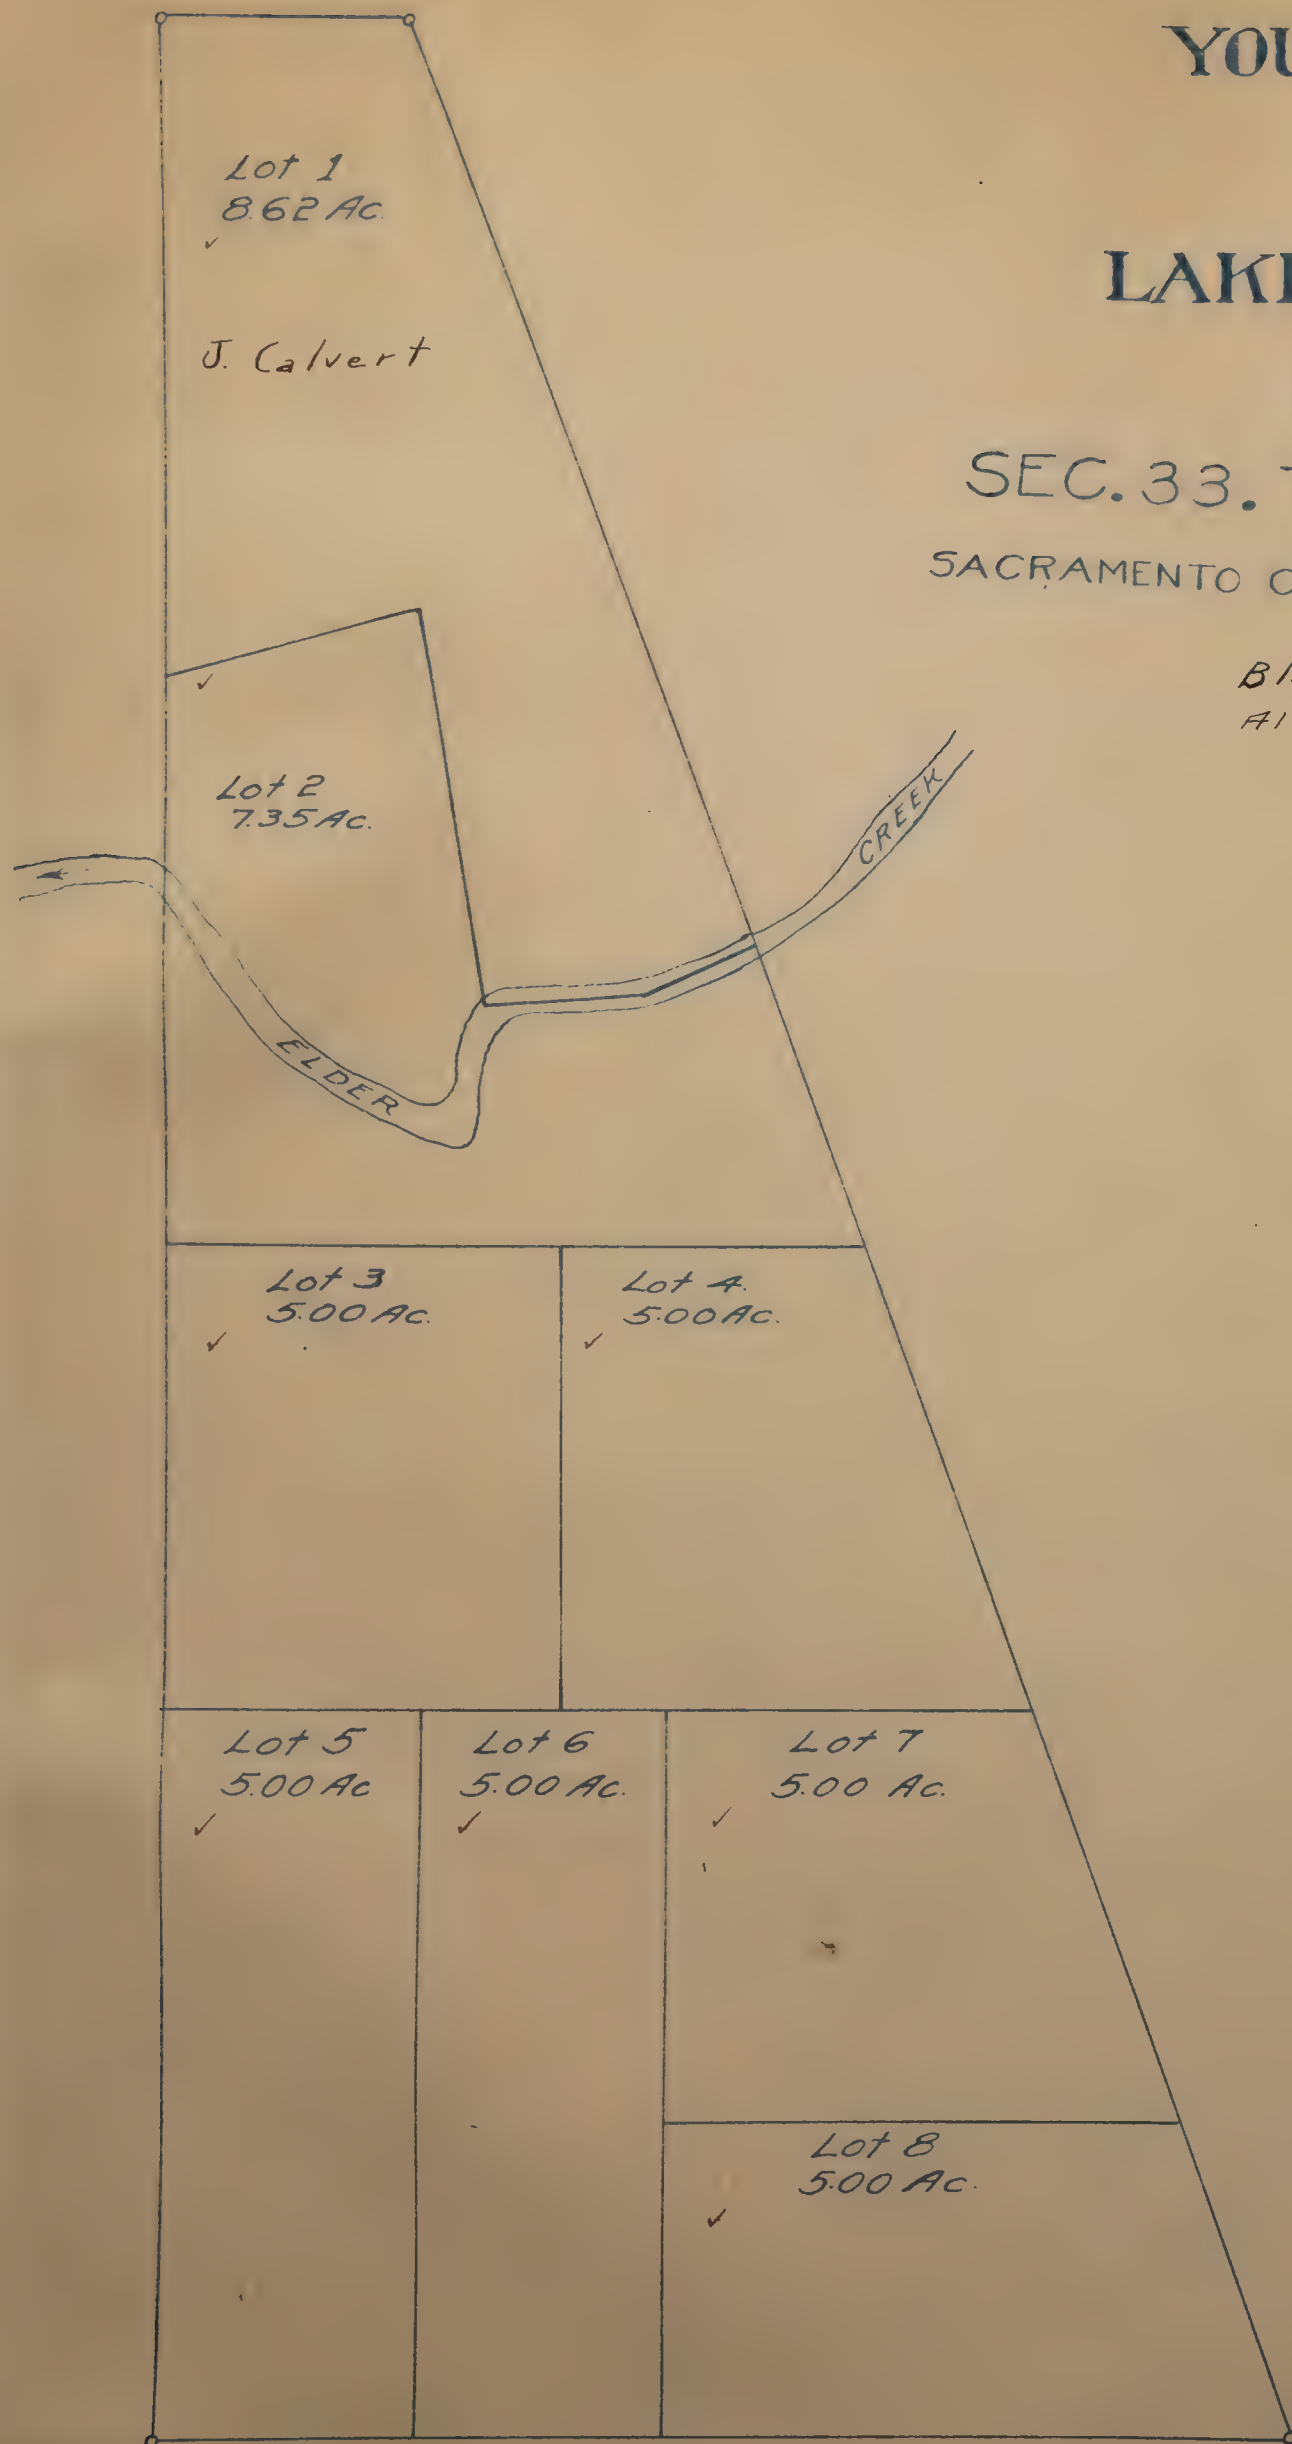 YOU
LAKE
SEC. 33.
SACRAMENTO
Lot 1
8.62 Ac.
✓
J. Calvert
✓
Lot 2
7.35 Ac.
CREEK
ELDER
Lot 3
5.00 Ac.
✓
Lot 4.
5.00 Ac.
✓
Lot 5
5.00 Ac
✓
Lot 6
5.00 Ac.
✓
Lot 7
5.00 Ac.
✓
Lot 8
5.00 Ac.
✓